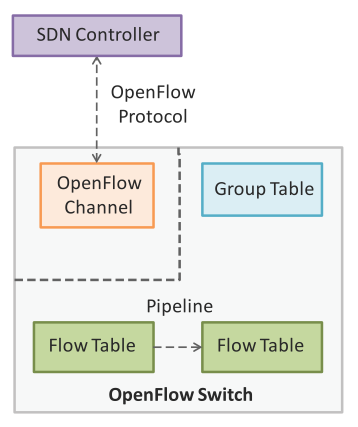 SDN Controller
OpenFlow
Protocol
OpenFlow
Channel
Group Table
Pipeline
Flow Table
Flow Table
OpenFlow Switch